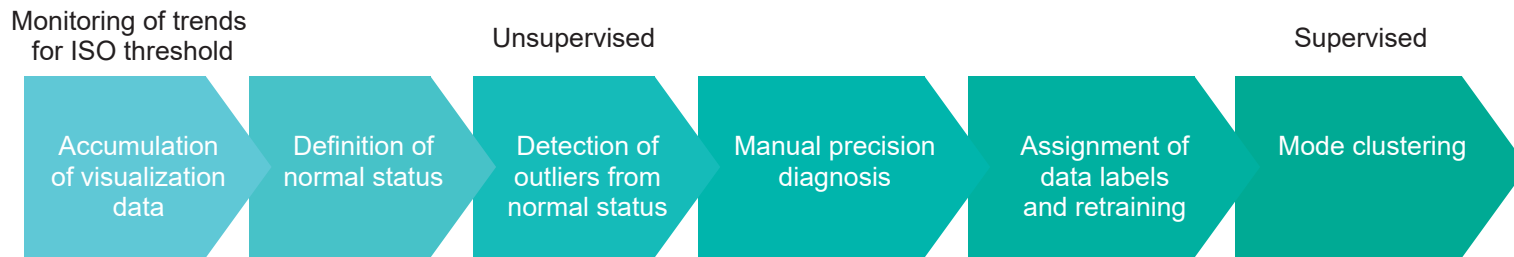 Monitoring of trends
for ISO threshold
Unsupervised
Supervised
Accumulation
of visualization
data
Definition of
normal status
Detection of
outliers from
normal status
Manual precision
diagnosis
Assignment of
data labels
and retraining
Mode clustering